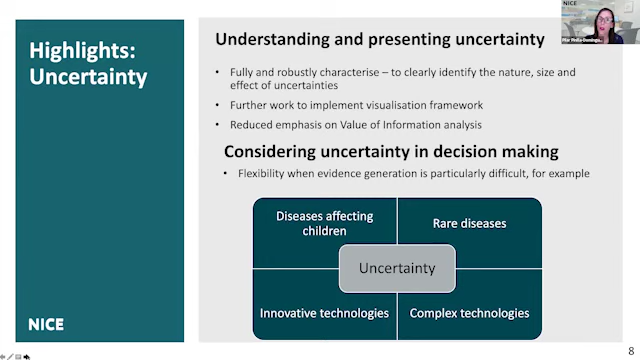 NICE
Highlights:
Uncertainty
Understanding and presenting uncertainty
• Fully and robustly characterise – to clearly identify the nature, size and
effect of uncertainties
• Further work to implement visualisation framework
• Reduced emphasis on Value of Information analysis
Considering uncertainty in decision making
• Flexibility when evidence generation is particularly difficult, for example
Diseases affecting
children
Rare diseases
Uncertainty
Innovative technologies
Complex technologies
NICE
8